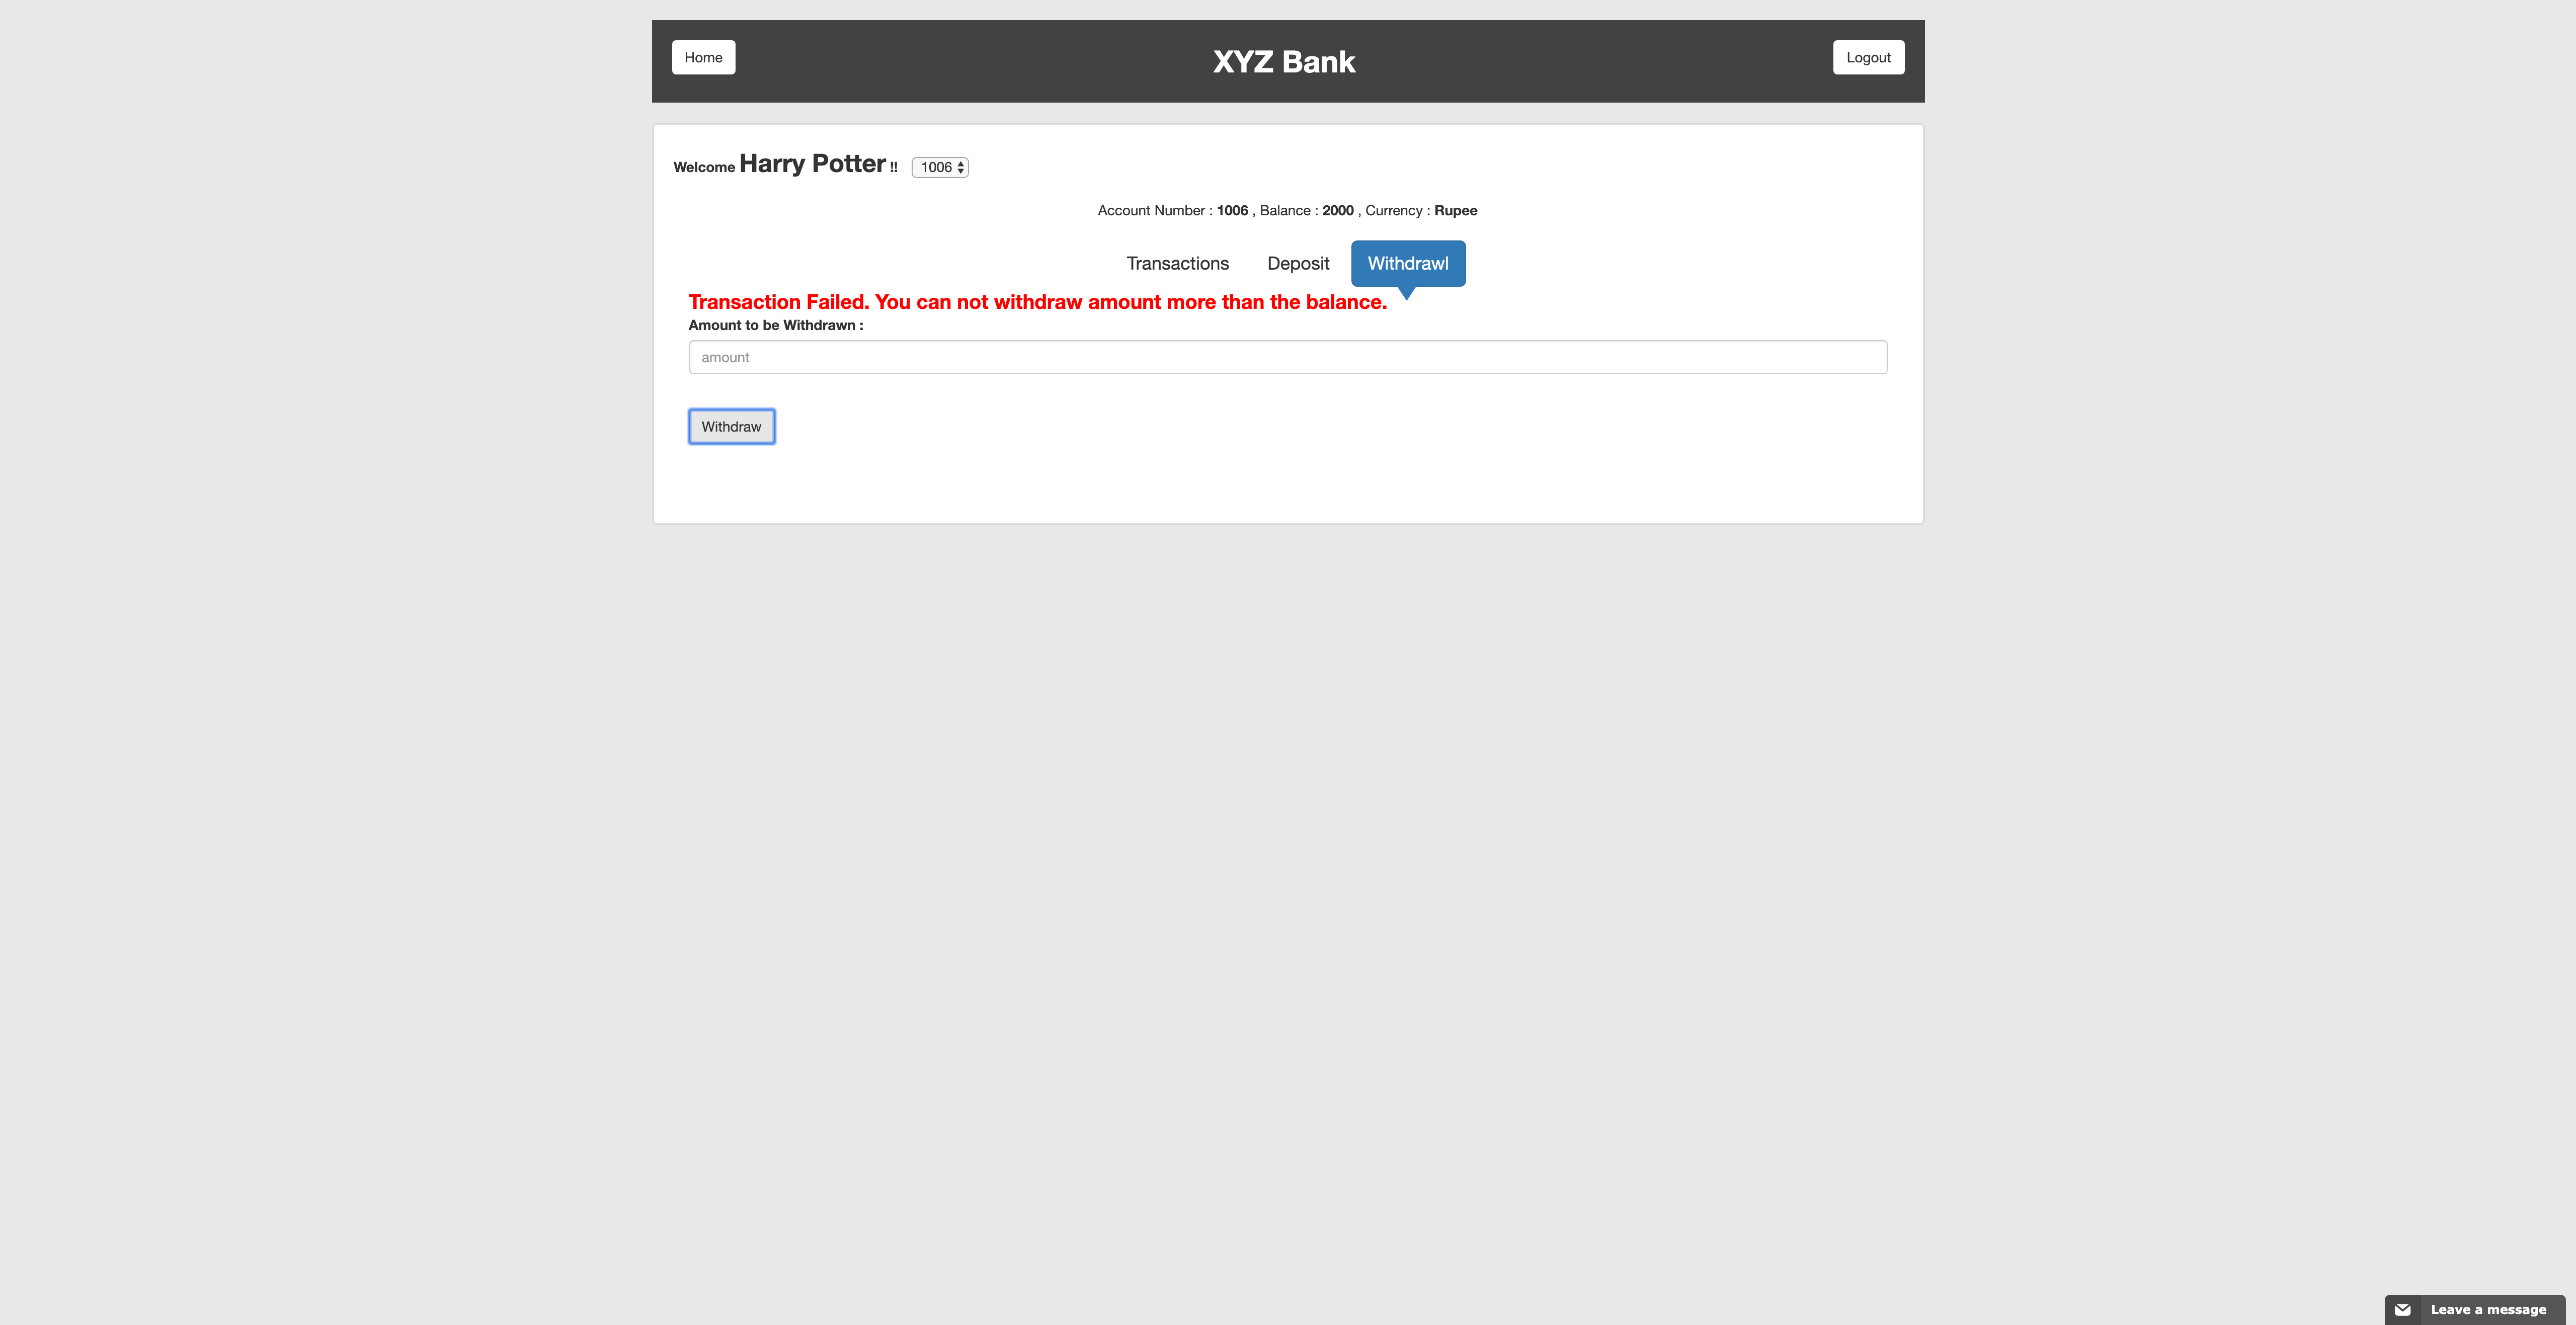 Home
XYZ Bank
Logout
Welcome Harry Potter !!
1006
Account Number : 1006 , Balance : 2000 , Currency : Rupee
Transactions
Deposit
Withdrawl
Transaction Failed. You can not withdraw amount more than the balance.
Amount to be Withdrawn :
amount
Withdraw
Leave a message